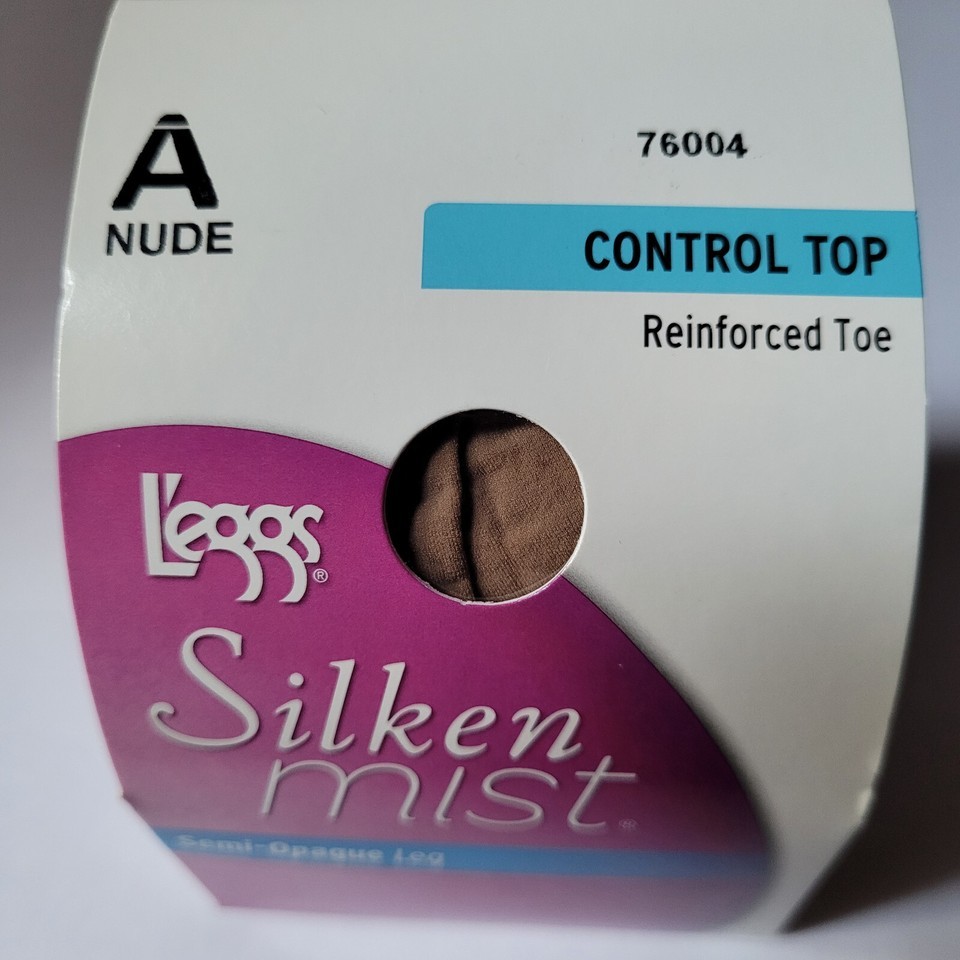 A
NUDE
76004
CONTROL TOP
Reinforced Toe
L'eggs®
Silken
mist®
Semi-Opaque Leg